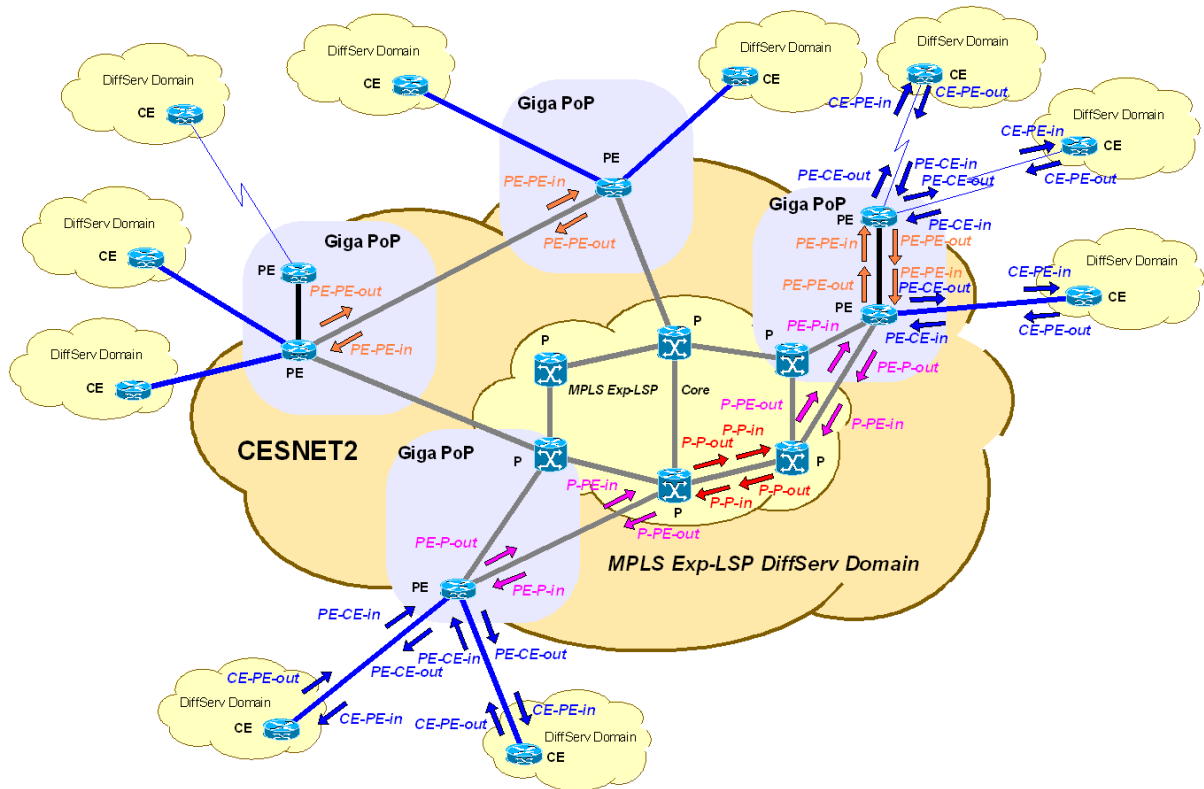 DiffServ Domain
CE
DiffServ Domain
CE
DiffServ Domain
CE
DiffServ Domain
CE
CE-PE-in
CE-PE-out
DiffServ Domain
CE
CE-PE-in
CE-PE-out
Giga PoP
PE
PE-PE-in
PE-PE-out
PE-CE-out
PE-CE-in
PE-CE-out
PE-CE-in
Giga PoP
PE
PE-PE-in
PE-PE-out
PE-PE-out
PE-PE-in
PE-CE-out
PE
PE-CE-in
DiffServ Domain
CE
CE-PE-in
CE-PE-out
DiffServ Domain
CE
Giga PoP
PE
PE-PE-out
PE-PE-in
PE
DiffServ Domain
CE
P
P
P
PE-P-in
PE-P-out
MPLS Exp-LSP
Core
P-PE-out
P-PE-in
CESNET2
Giga PoP
P
P-P-out
P-P-in
P
P-P-out
P-P-in
P
P-PE-in
P-PE-out
PE-P-out
PE-P-in
PE
MPLS Exp-LSP DiffServ Domain
PE-CE-in
PE-CE-out
PE-CE-in
PE-CE-out
CE-PE-out
CE-PE-in
DiffServ Domain
CE
CE-PE-in
CE-PE-out
DiffServ Domain
CE